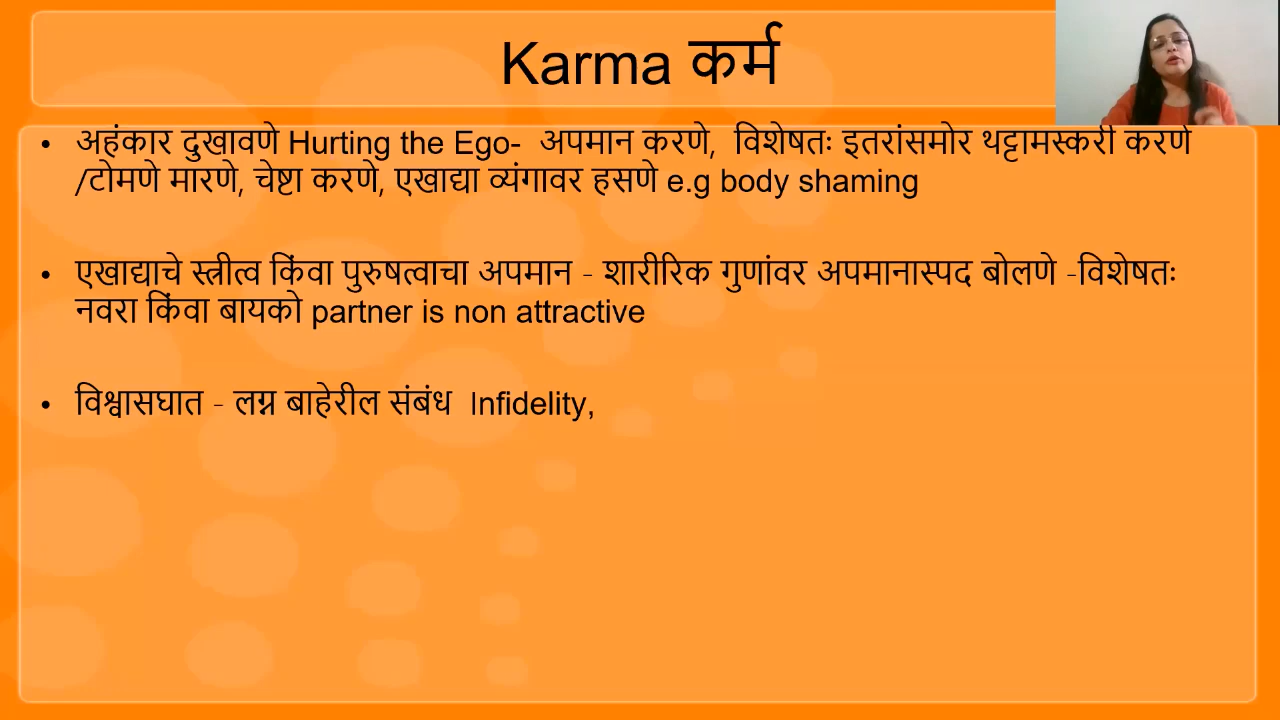 Karma कर्म
• अहंकार दुखावणे Hurting the Ego- अपमान करणे, विशेषतः इतरांसमोर थट्टामस्करी करणे
/टोमणे मारणे, चेष्टा करणे, एखाद्या व्यंगावर हसणे e.g body shaming
• एखाद्याचे स्त्रीत्व किंवा पुरुषत्वाचा अपमान - शारीरिक गुणांवर अपमानास्पद बोलणे -विशेषतः
नवरा किंवा बायको partner is non attractive
• विश्वासघात - लग्न बाहेरील संबंध Infidelity,